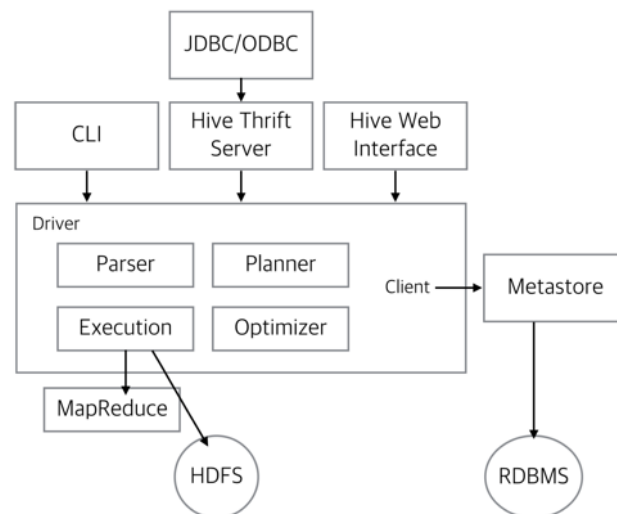 JDBC/ODBC
CLI
Hive Thrift
Server
Hive Web
Interface
Driver
Parser
Planner
Client
Metastore
Execution
Optimizer
MapReduce
HDFS
RDBMS